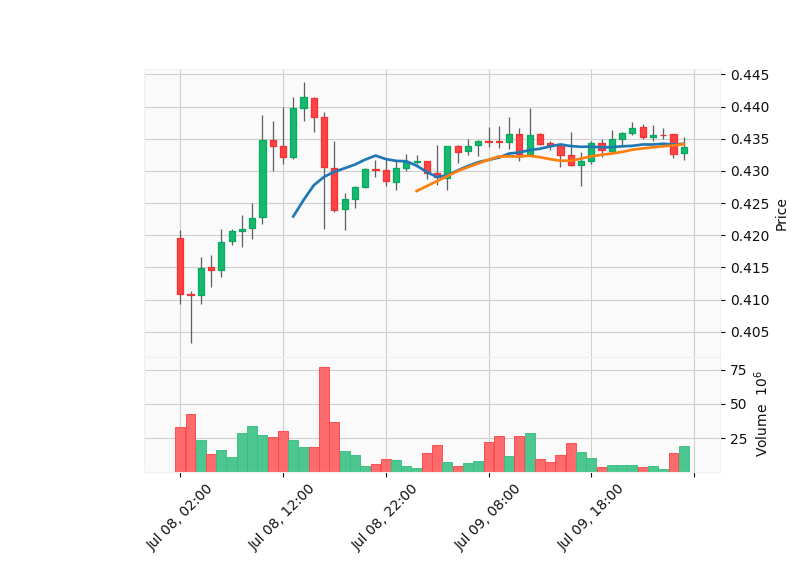 0.445
0.440
0.435
0.430
0.425
0.420
0.415
0.410
0.405
Price
75
50
25
Volume 10⁶
Jul 08, 02:00
Jul 08, 12:00
Jul 08, 22:00
Jul 09, 08:00
Jul 09, 18:00